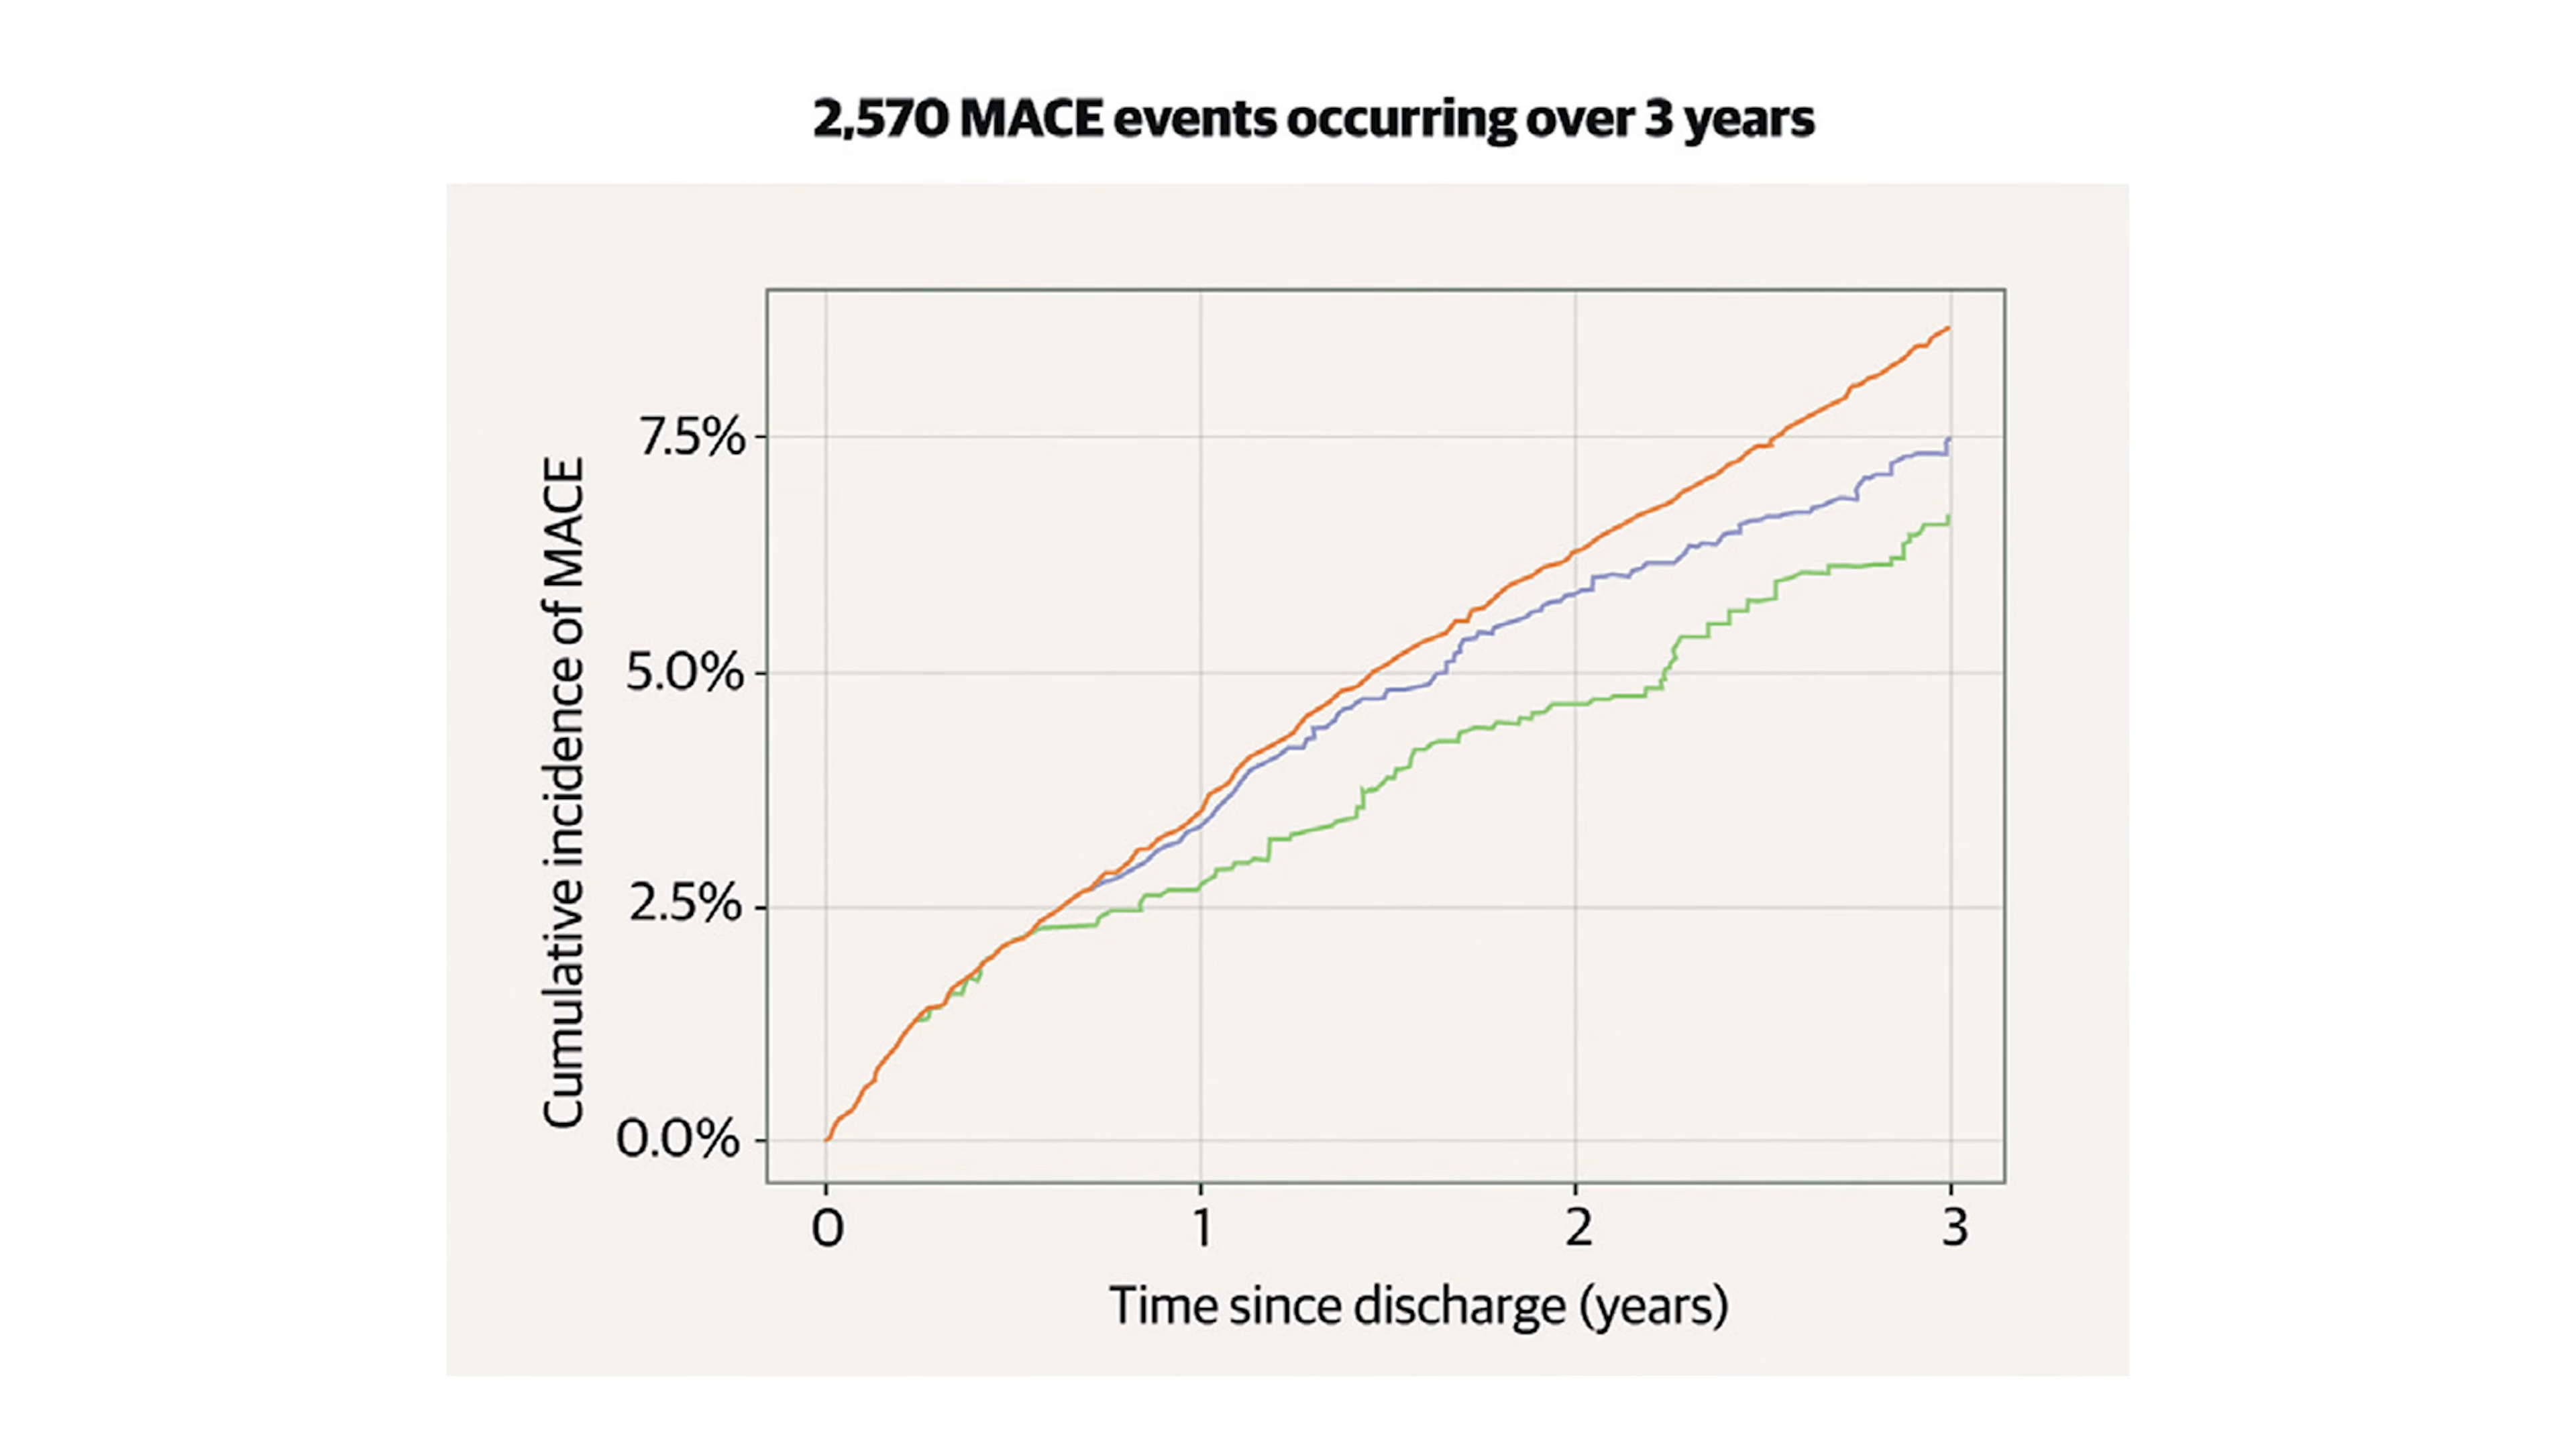 2,570 MACE events occurring over 3 years
Cumulative incidence of MACE
7.5%
5.0%
2.5%
0.0%
0 1 2 3
Time since discharge (years)